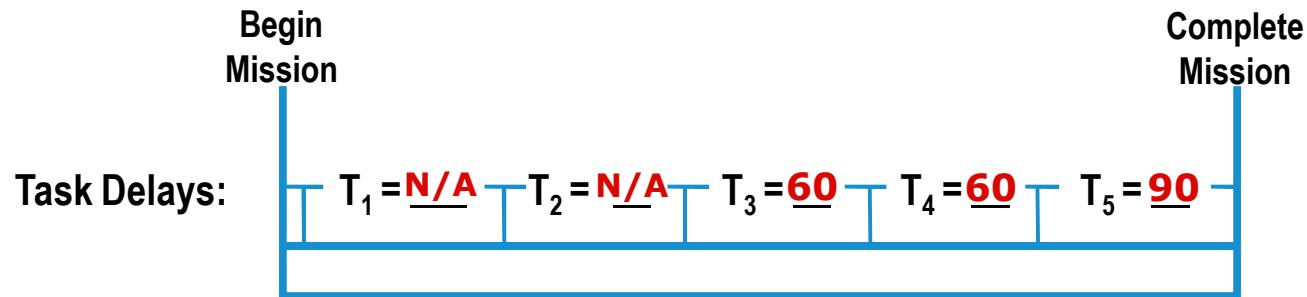 Begin
Mission
Complete
Mission
Task Delays: T₁ = N/A T₂ = N/A T₃ = 60 T₄ = 60 T₅ = 90